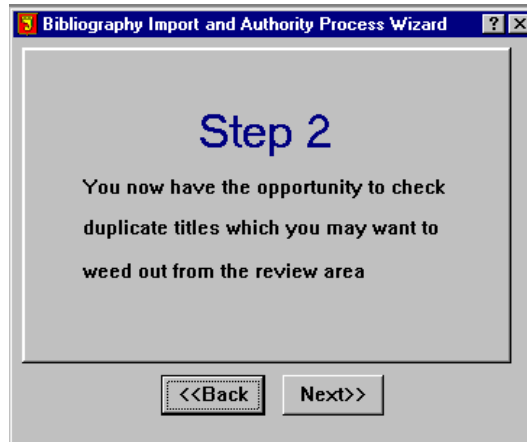 Bibliography Import and Authority Process Wizard
Step 2
You now have the opportunity to check
duplicate titles which you may want to
weed out from the review area
<<Back Next>>